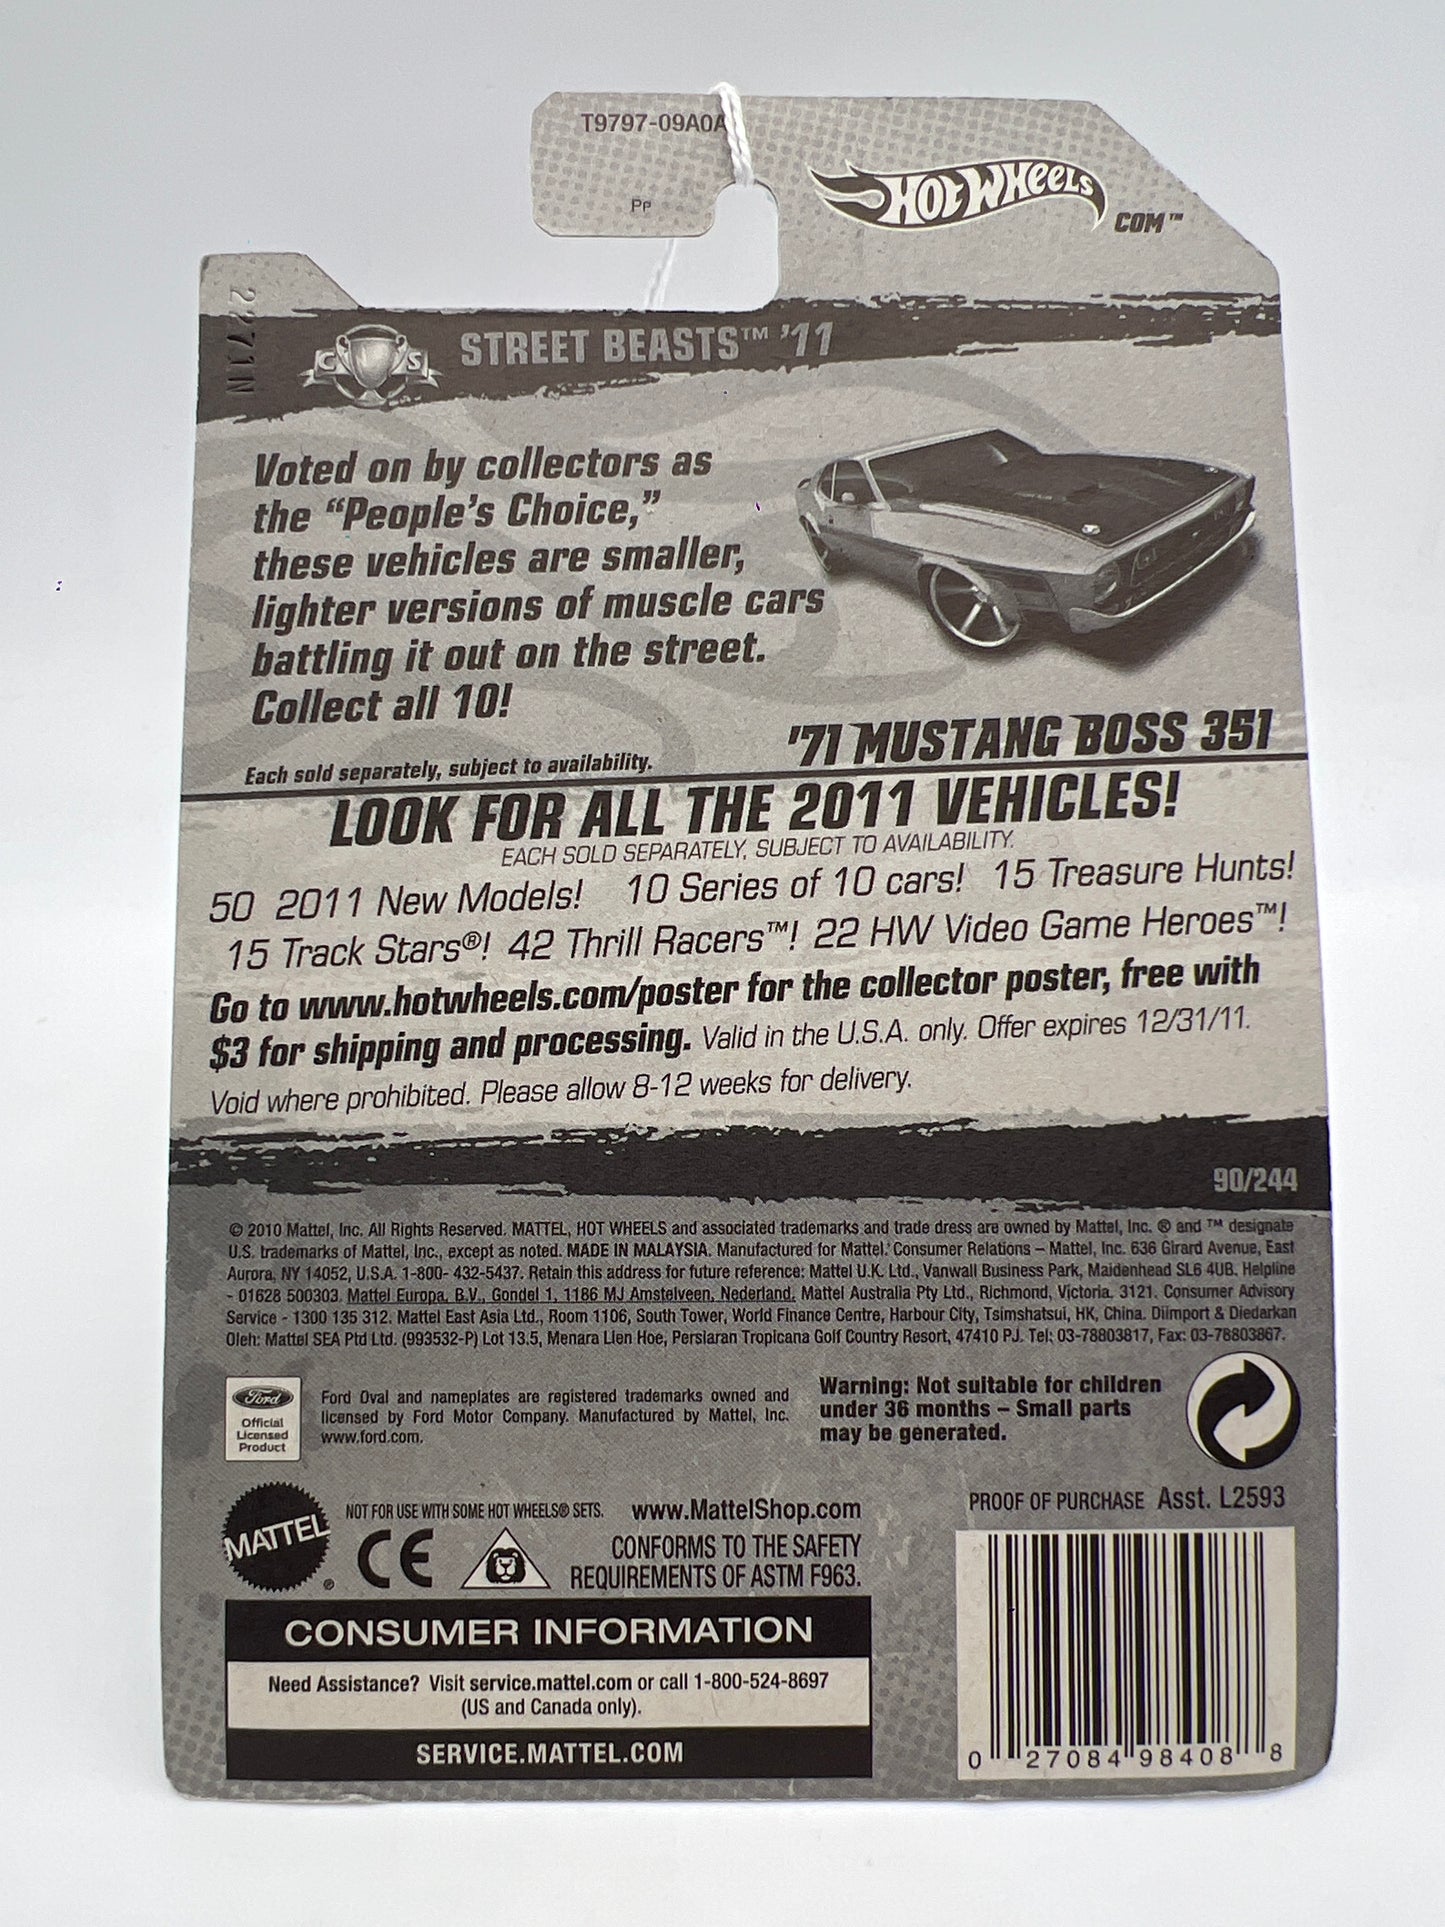 T9797-09A0A
PP
HOT WHEELS
COM™
2271N
C S
STREET BEASTS™ '11
Voted on by collectors as
the “People's Choice,”
these vehicles are smaller,
lighter versions of muscle cars
battling it out on the street.
Collect all 10!
'71 MUSTANG BOSS 351
Each sold separately, subject to availability.
LOOK FOR ALL THE 2011 VEHICLES!
EACH SOLD SEPARATELY, SUBJECT TO AVAILABILITY.
50 2011 New Models! 10 Series of 10 cars! 15 Treasure Hunts!
15 Track Stars®! 42 Thrill Racers™! 22 HW Video Game Heroes™!
Go to www.hotwheels.com/poster for the collector poster, free with
$3 for shipping and processing. Valid in the U.S.A. only. Offer expires 12/31/11.
Void where prohibited. Please allow 8-12 weeks for delivery.
90/244
© 2010 Mattel, Inc. All Rights Reserved. MATTEL, HOT WHEELS and associated trademarks and trade dress are owned by Mattel, Inc. ® and ™ designate
U.S. trademarks of Mattel, Inc., except as noted. MADE IN MALAYSIA. Manufactured for Mattel. Consumer Relations – Mattel, Inc. 636 Girard Avenue, East
Aurora, NY 14052, U.S.A. 1-800- 432-5437. Retain this address for future reference: Mattel U.K. Ltd., Vanwall Business Park, Maidenhead SL6 4UB. Helpline
- 01628 500303. Mattel Europa, B.V., Gondel 1, 1186 MJ Amstelveen, Nederland. Mattel Australia Pty Ltd., Richmond, Victoria. 3121. Consumer Advisory
Service - 1300 135 312. Mattel East Asia Ltd., Room 1106, South Tower, World Finance Centre, Harbour City, Tsimshatsui, HK, China. Diimport & Diedarkan
Oleh: Mattel SEA Ptd Ltd. (993532-P) Lot 13.5, Menara Lien Hoe, Persiaran Tropicana Golf Country Resort, 47410 PJ. Tel: 03-78803817, Fax: 03-78803867.
Ford
Official
Licensed
Product
Ford Oval and nameplates are registered trademarks owned and
licensed by Ford Motor Company. Manufactured by Mattel, Inc.
www.ford.com.
Warning: Not suitable for children
under 36 months – Small parts
may be generated.
MATTEL®
NOT FOR USE WITH SOME HOT WHEELS® SETS. www.MattelShop.com
CE
CONFORMS TO THE SAFETY
REQUIREMENTS OF ASTM F963.
PROOF OF PURCHASE Asst. L2593
CONSUMER INFORMATION
Need Assistance? Visit service.mattel.com or call 1-800-524-8697
(US and Canada only).
SERVICE.MATTEL.COM
0 27084 98408 8